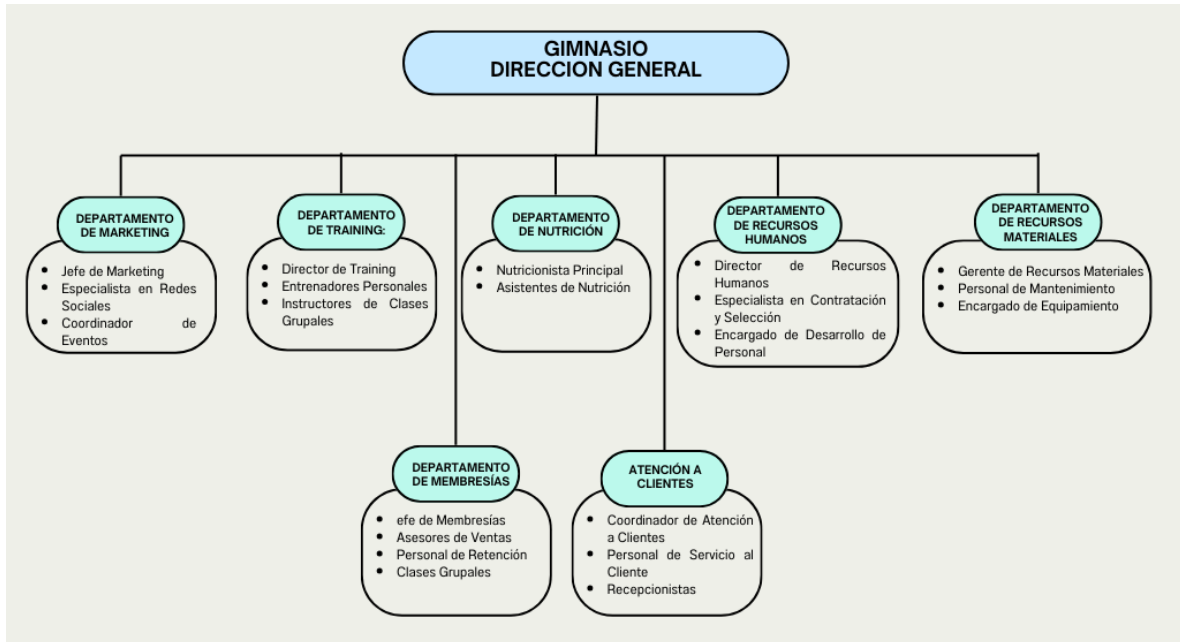 GIMNASIO
DIRECCION GENERAL
DEPARTAMENTO
DE MARKETING
• Jefe de Marketing
• Especialista en Redes
Sociales
• Coordinador de
Eventos
DEPARTAMENTO
DE TRAINING:
• Director de Training
• Entrenadores Personales
• Instructores de Clases
Grupales
DEPARTAMENTO
DE NUTRICIÓN
• Nutricionista Principal
• Asistentes de Nutrición
DEPARTAMENTO
DE RECURSOS
HUMANOS
• Director de Recursos
Humanos
• Especialista en Contratación
y Selección
• Encargado de Desarrollo de
Personal
DEPARTAMENTO
DE RECURSOS
MATERIALES
• Gerente de Recursos Materiales
• Personal de Mantenimiento
• Encargado de Equipamiento
DEPARTAMENTO
DE MEMBRESÍAS
• efe de Membresías
• Asesores de Ventas
• Personal de Retención
• Clases Grupales
ATENCIÓN A
CLIENTES
• Coordinador de Atención
a Clientes
• Personal de Servicio al
Cliente
• Recepcionistas